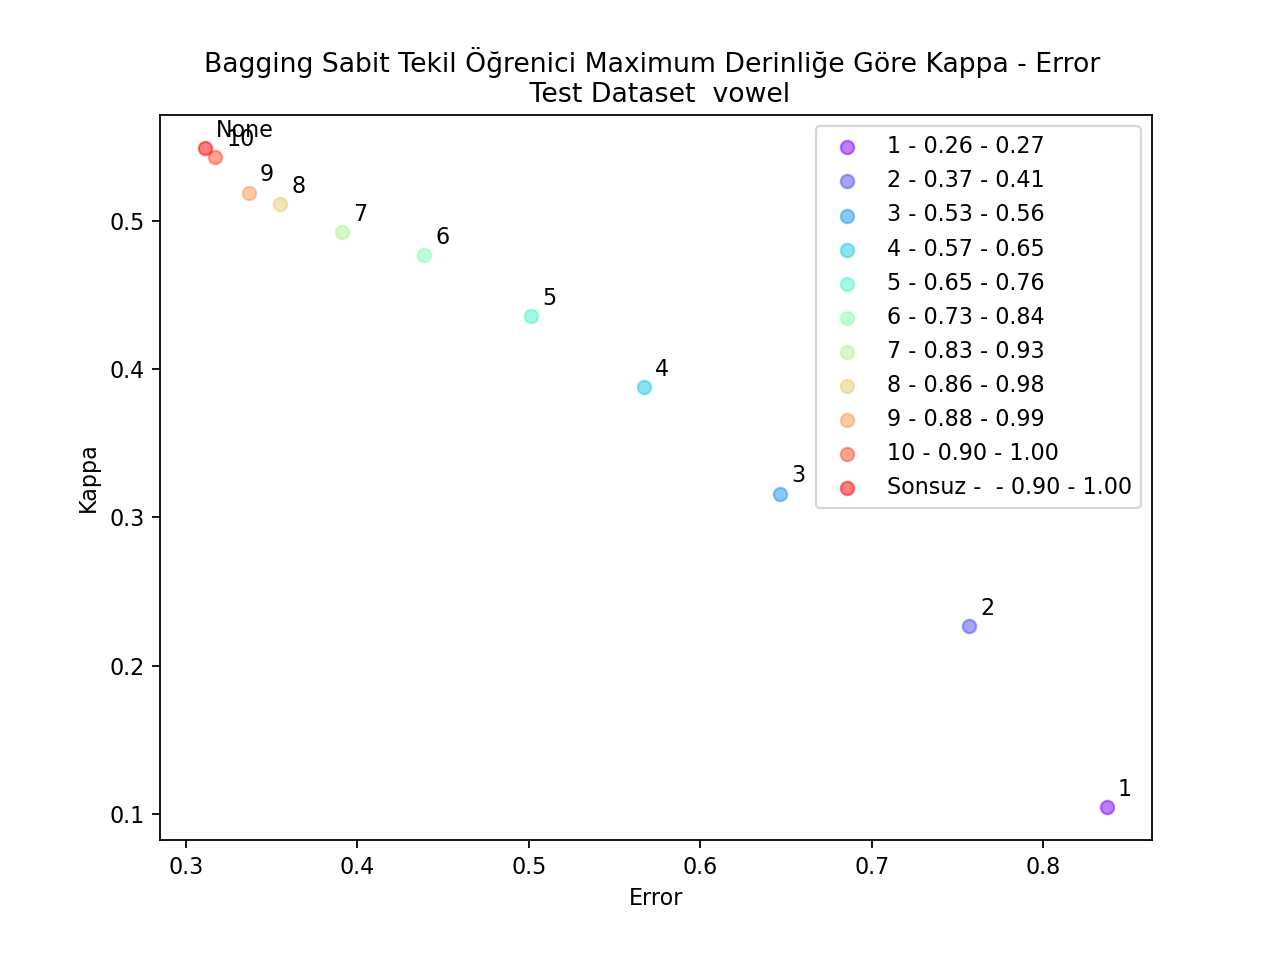 Bagging Sabit Tekil Öğrenici Maximum Derinliğe Göre Kappa - Error
Test Dataset  vowel
None
10
9
8
7
6
5
4
3
2
1
1 - 0.26 - 0.27
2 - 0.37 - 0.41
3 - 0.53 - 0.56
4 - 0.57 - 0.65
5 - 0.65 - 0.76
6 - 0.73 - 0.84
7 - 0.83 - 0.93
8 - 0.86 - 0.98
9 - 0.88 - 0.99
10 - 0.90 - 1.00
Sonsuz -  - 0.90 - 1.00
Kappa
0.5
0.4
0.3
0.2
0.1
0.3
0.4
0.5
0.6
0.7
0.8
Error